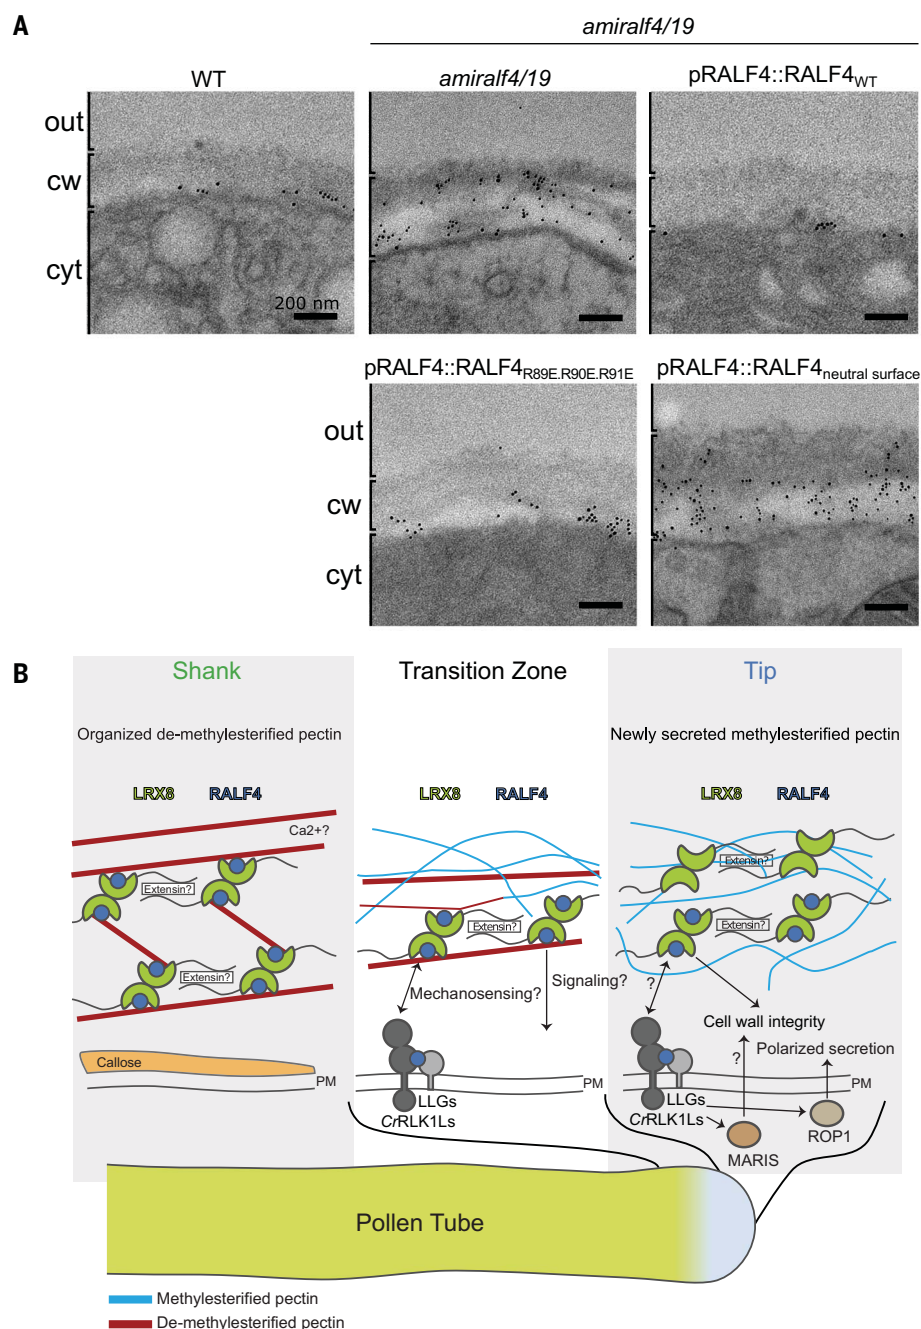 A
amiralf4/19
WT
amiralf4/19
pRALF4::RALF4WT
out
cw
cyt
200 nm
pRALF4::RALF4R89E.R90E.R91E
pRALF4::RALF4neutral surface
out
cw
cyt
B
Shank
Transition Zone
Tip
Organized de-methylesterified pectin
Newly secreted methylesterified pectin
LRX8 RALF4
LRX8 RALF4
LRX8 RALF4
Ca2+?
Extensin?
Extensin?
Extensin?
Extensin?
Extensin?
Mechanosensing?
Signaling?
?
Cell wall integrity
?
Polarized secretion
Callose
PM
PM
PM
LLGs
CrRLK1Ls
LLGs
CrRLK1Ls
MARIS
ROP1
Pollen Tube
Methylesterified pectin
De-methylesterified pectin